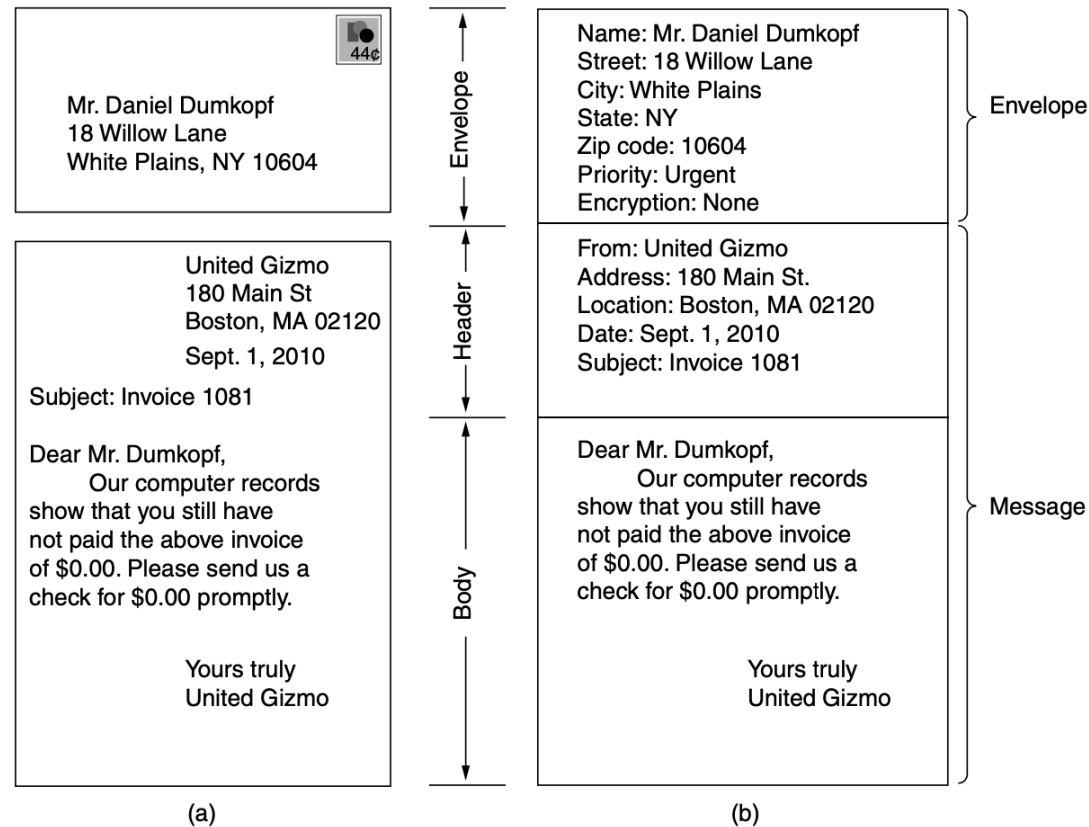 44¢
Mr. Daniel Dumkopf
18 Willow Lane
White Plains, NY 10604
United Gizmo
180 Main St
Boston, MA 02120
Sept. 1, 2010
Subject: Invoice 1081
Dear Mr. Dumkopf,
Our computer records
show that you still have
not paid the above invoice
of $0.00. Please send us a
check for $0.00 promptly.
Yours truly
United Gizmo
(a)
Envelope
Header
Body
Name: Mr. Daniel Dumkopf
Street: 18 Willow Lane
City: White Plains
State: NY
Zip code: 10604
Priority: Urgent
Encryption: None
From: United Gizmo
Address: 180 Main St.
Location: Boston, MA 02120
Date: Sept. 1, 2010
Subject: Invoice 1081
Dear Mr. Dumkopf,
Our computer records
show that you still have
not paid the above invoice
of $0.00. Please send us a
check for $0.00 promptly.
Yours truly
United Gizmo
(b)
Envelope
Message